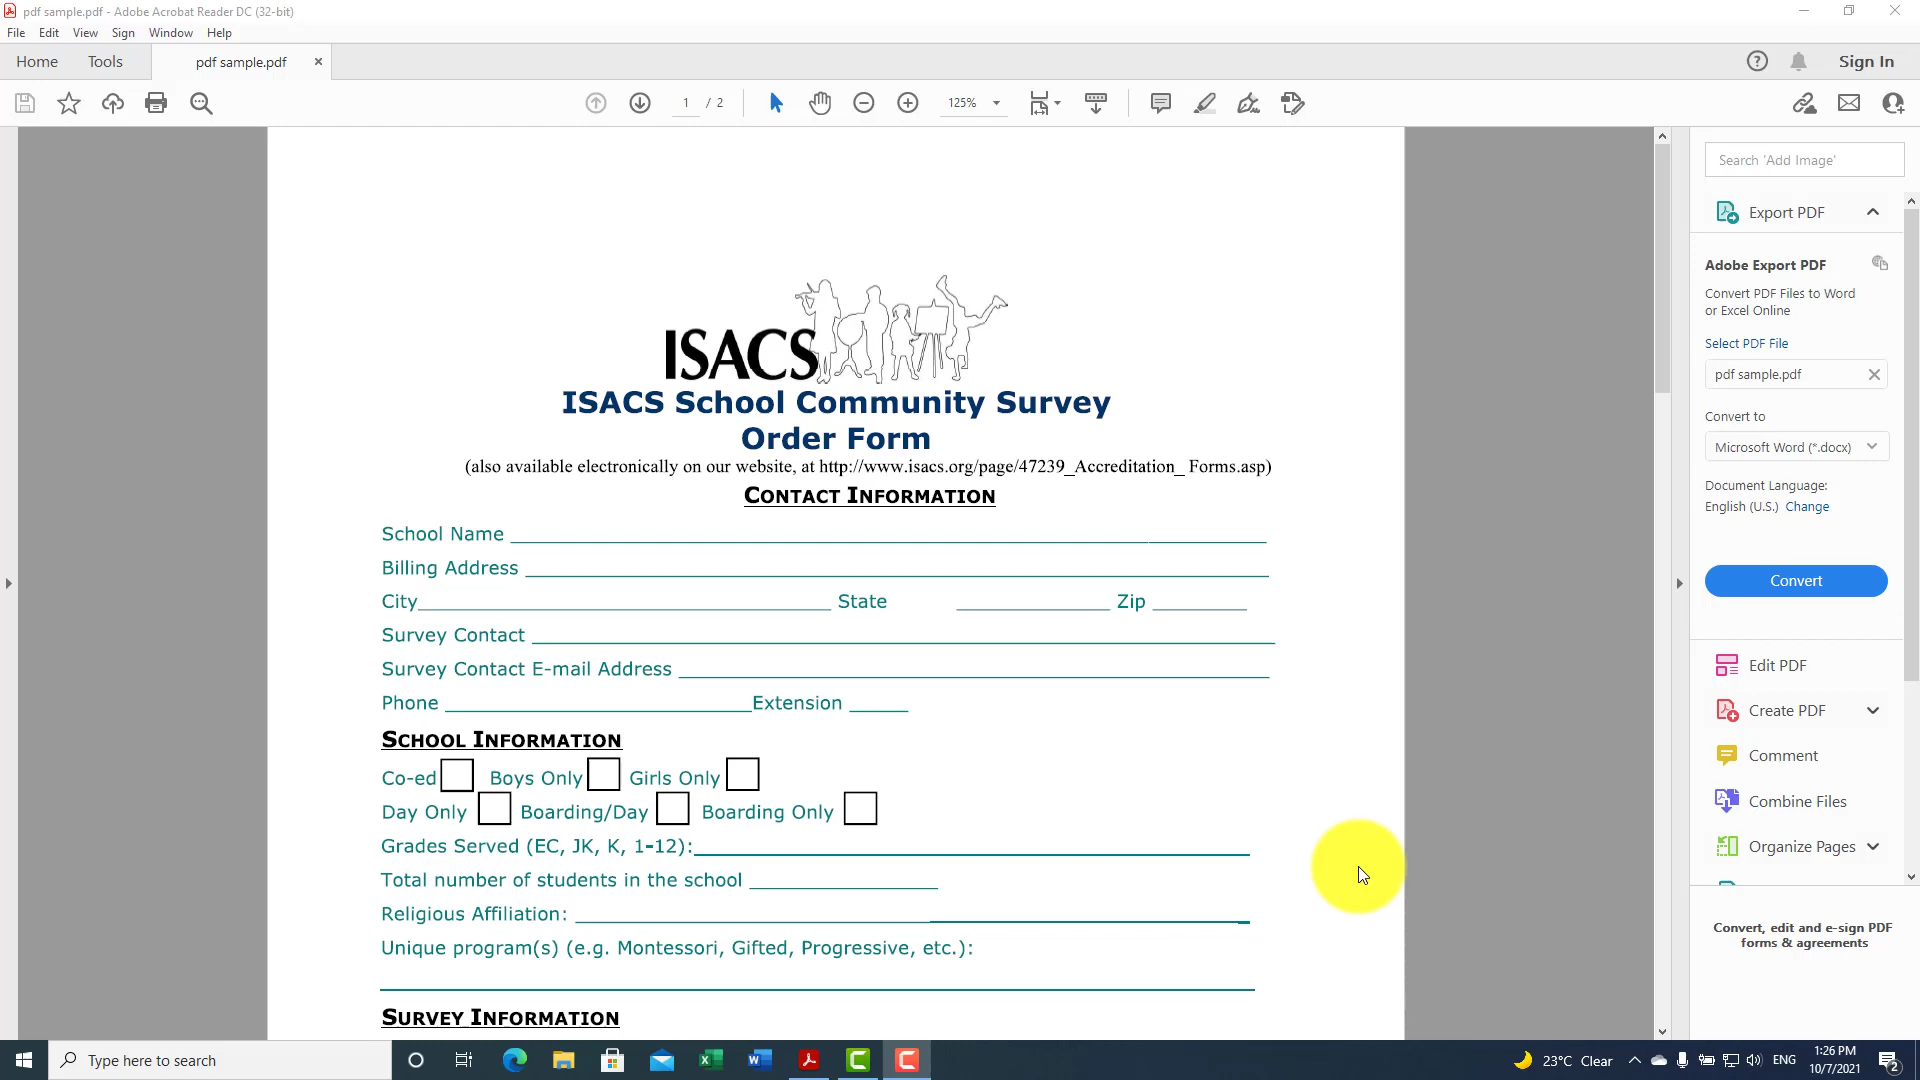 pdf sample.pdf - Adobe Acrobat Reader DC (32-bit)
File Edit View Sign Window Help
Home Tools pdf sample.pdf × Sign In
1 / 2 125%
Search 'Add Image'
Export PDF
Adobe Export PDF
Convert PDF Files to Word
or Excel Online
Select PDF File
pdf sample.pdf
Convert to
Microsoft Word (*.docx)
Document Language:
English (U.S.) Change
Convert
Edit PDF
Create PDF
Comment
Combine Files
Organize Pages
Convert, edit and e-sign PDF
forms & agreements
ISACS
ISACS School Community Survey
Order Form
(also available electronically on our website, at http://www.isacs.org/page/47239_Accreditation_ Forms.asp)
CONTACT INFORMATION
School Name
Billing Address
City State Zip
Survey Contact
Survey Contact E-mail Address
Phone Extension
SCHOOL INFORMATION
Co-ed Boys Only Girls Only
Day Only Boarding/Day Boarding Only
Grades Served (EC, JK, K, 1-12):
Total number of students in the school
Religious Affiliation:
Unique program(s) (e.g. Montessori, Gifted, Progressive, etc.):
SURVEY INFORMATION
Type here to search
23°C Clear
ENG
1:26 PM
10/7/2021
2